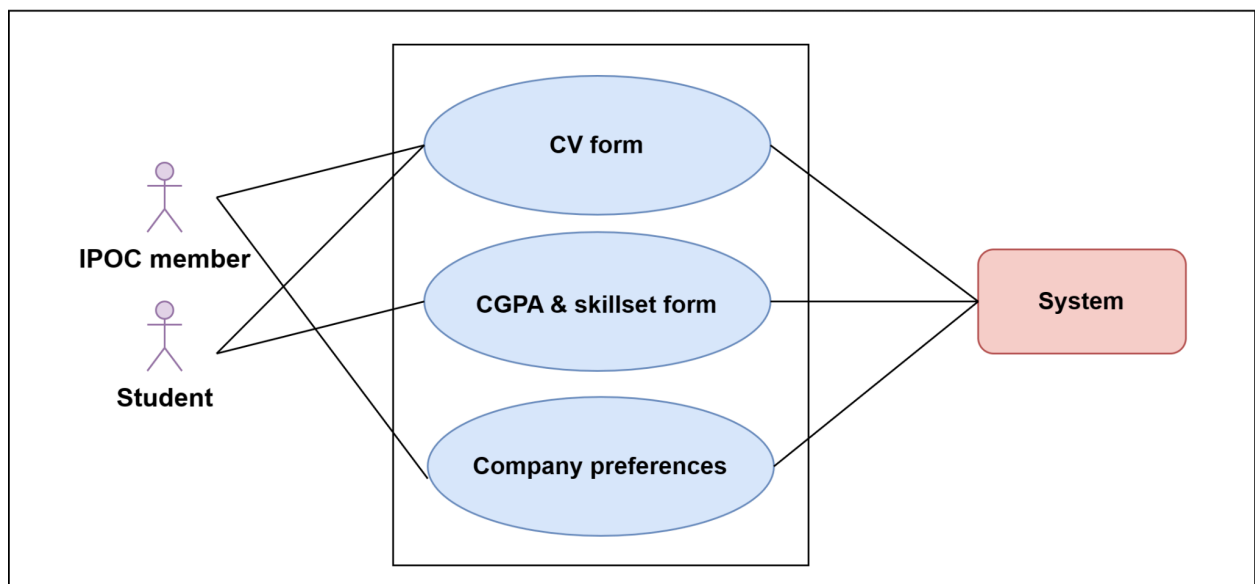 CV form
IPOC member
Student
CGPA & skillset form
Company preferences
System